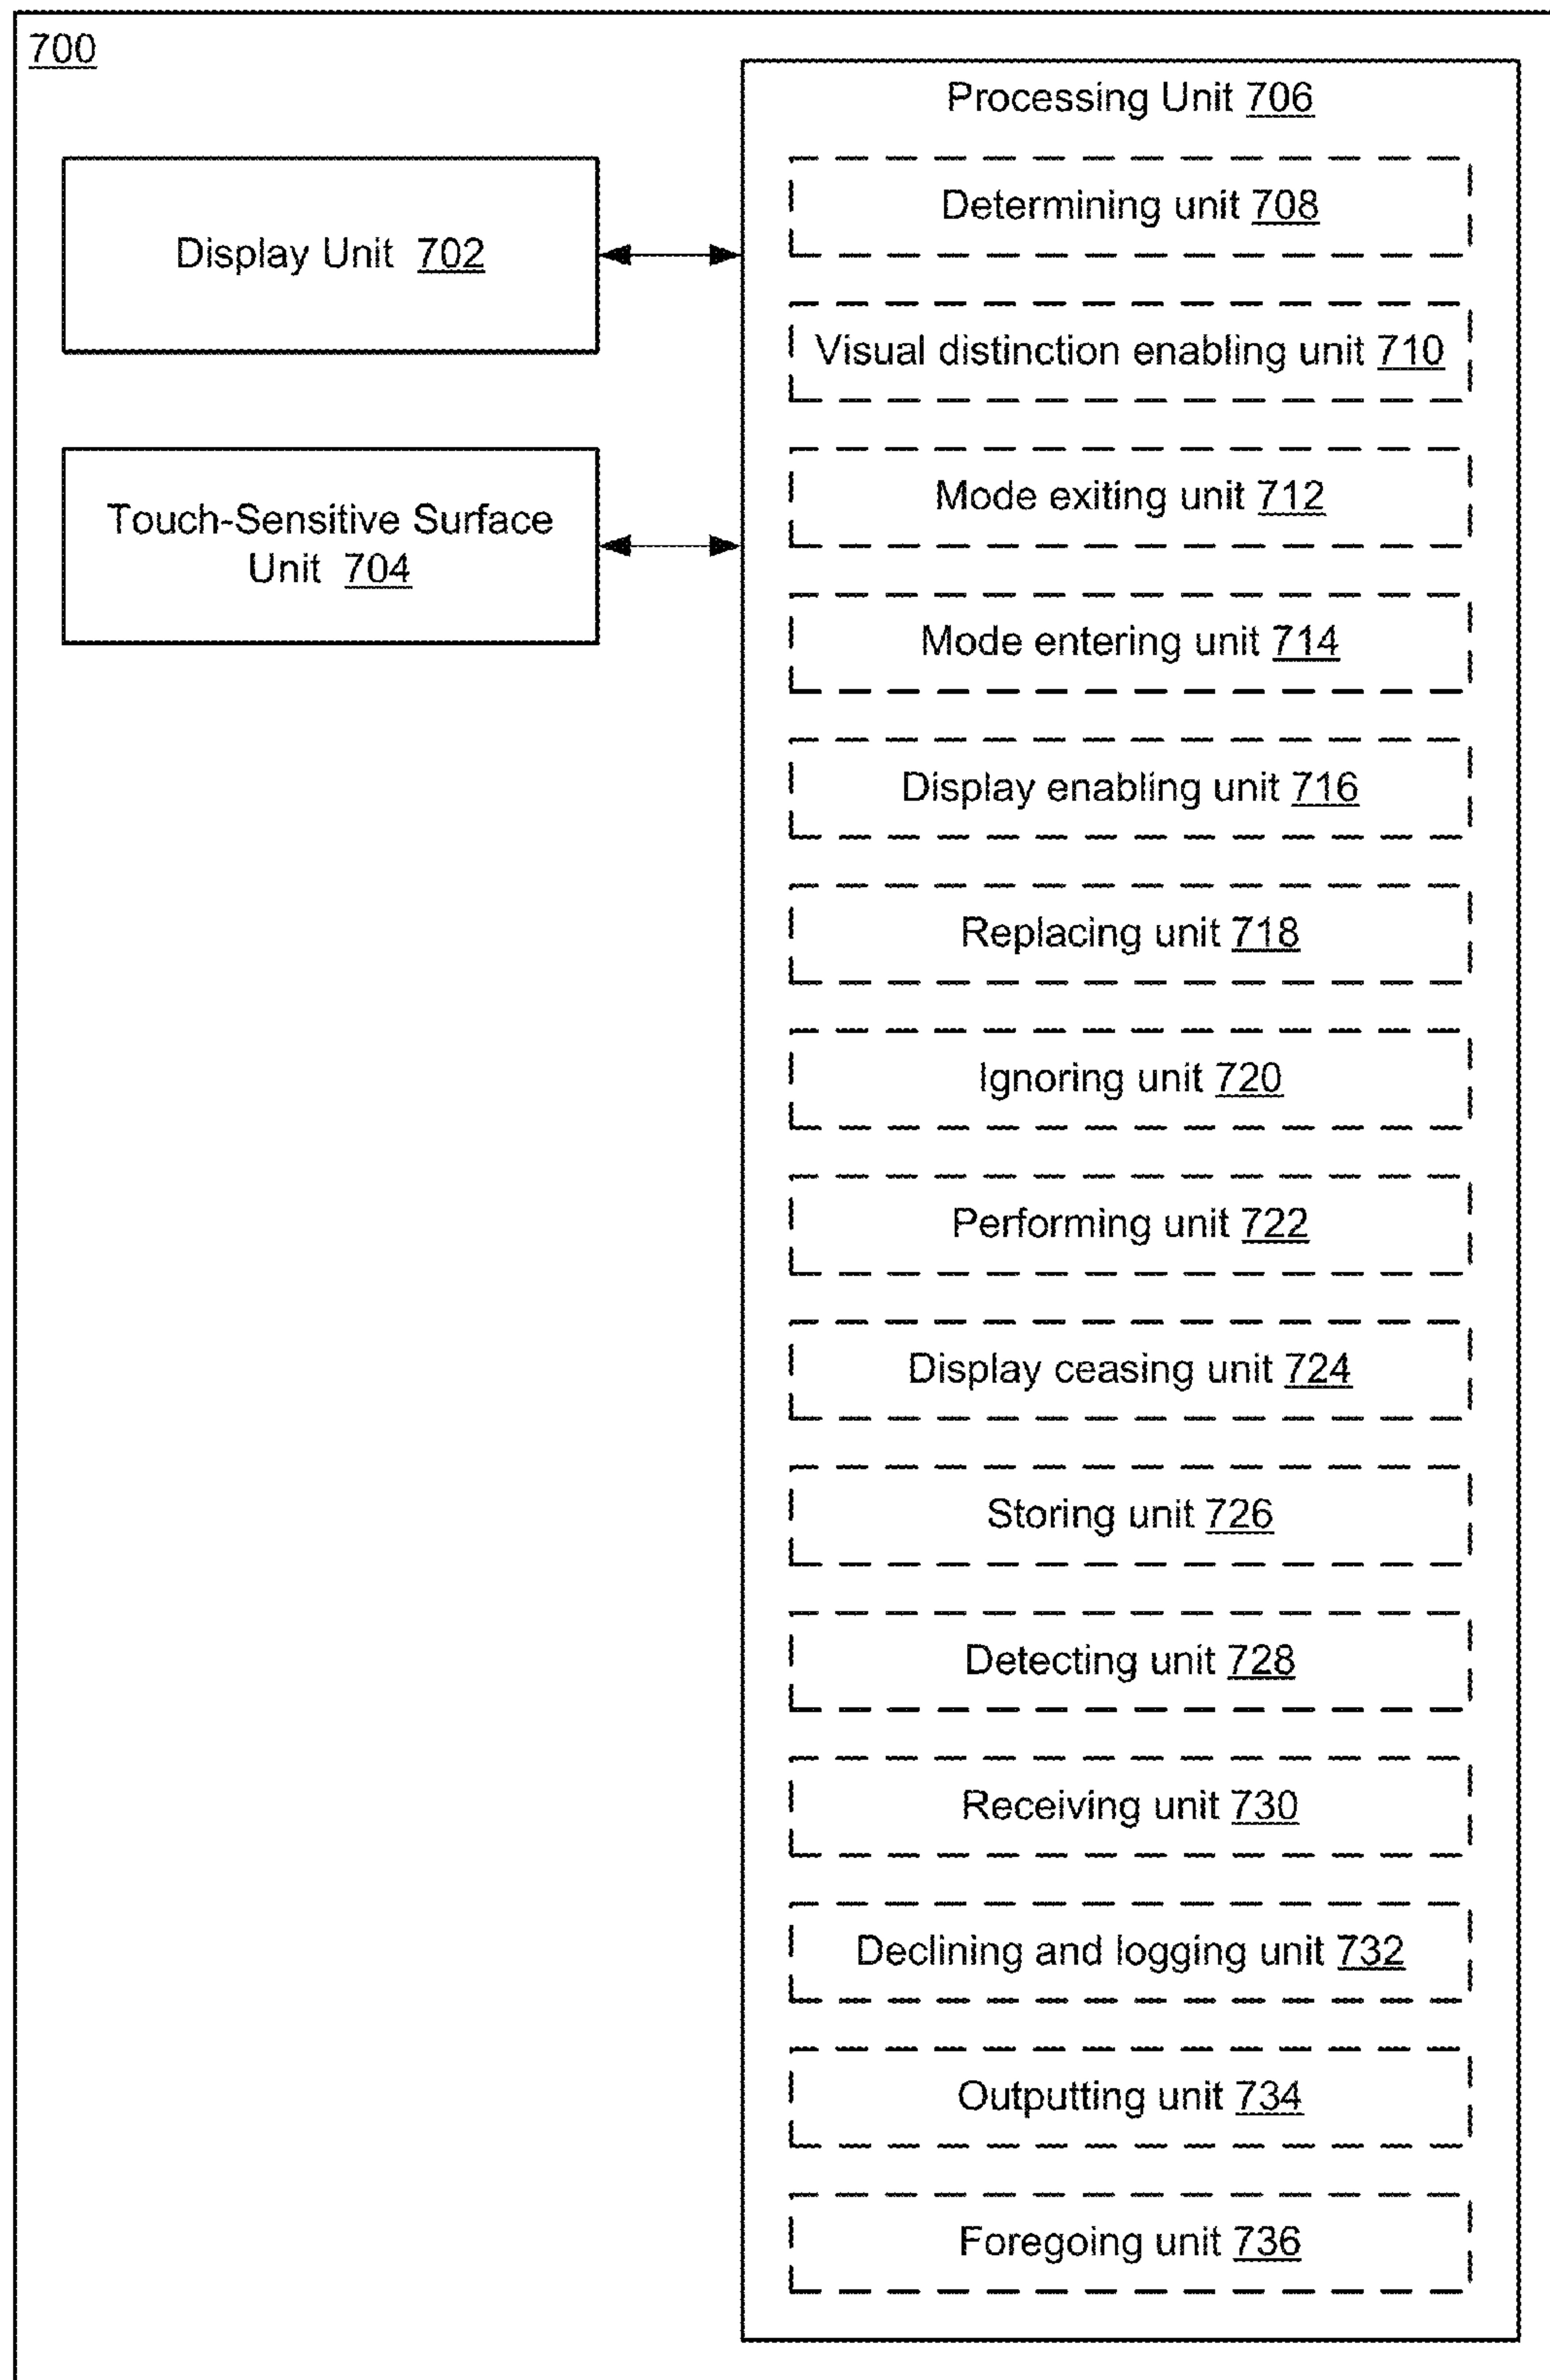 700
Processing Unit 706
Display Unit 702
Touch-Sensitive Surface
Unit 704
Determining unit 708
Visual distinction enabling unit 710
Mode exiting unit 712
Mode entering unit 714
Display enabling unit 716
Replacing unit 718
Ignoring unit 720
Performing unit 722
Display ceasing unit 724
Storing unit 726
Detecting unit 728
Receiving unit 730
Declining and logging unit 732
Outputting unit 734
Foregoing unit 736